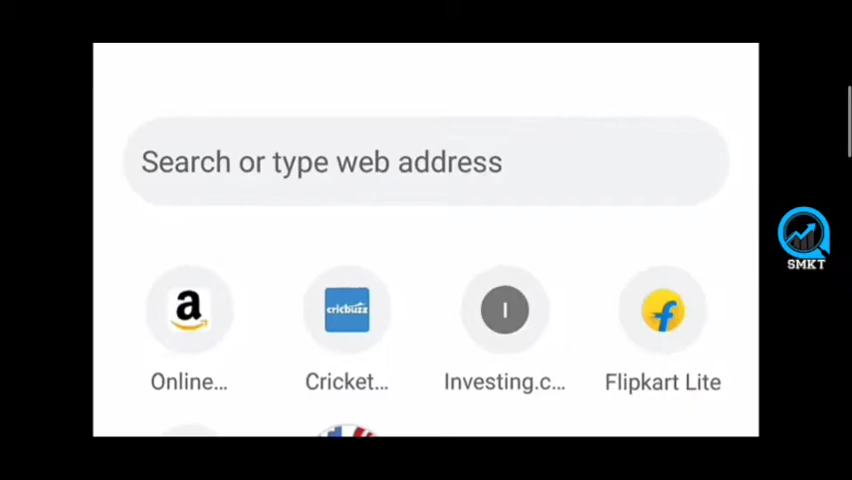 Search or type web address
a
cricbuzz
I
f
Online...
Cricket...
Investing.c...
Flipkart Lite
SMKT